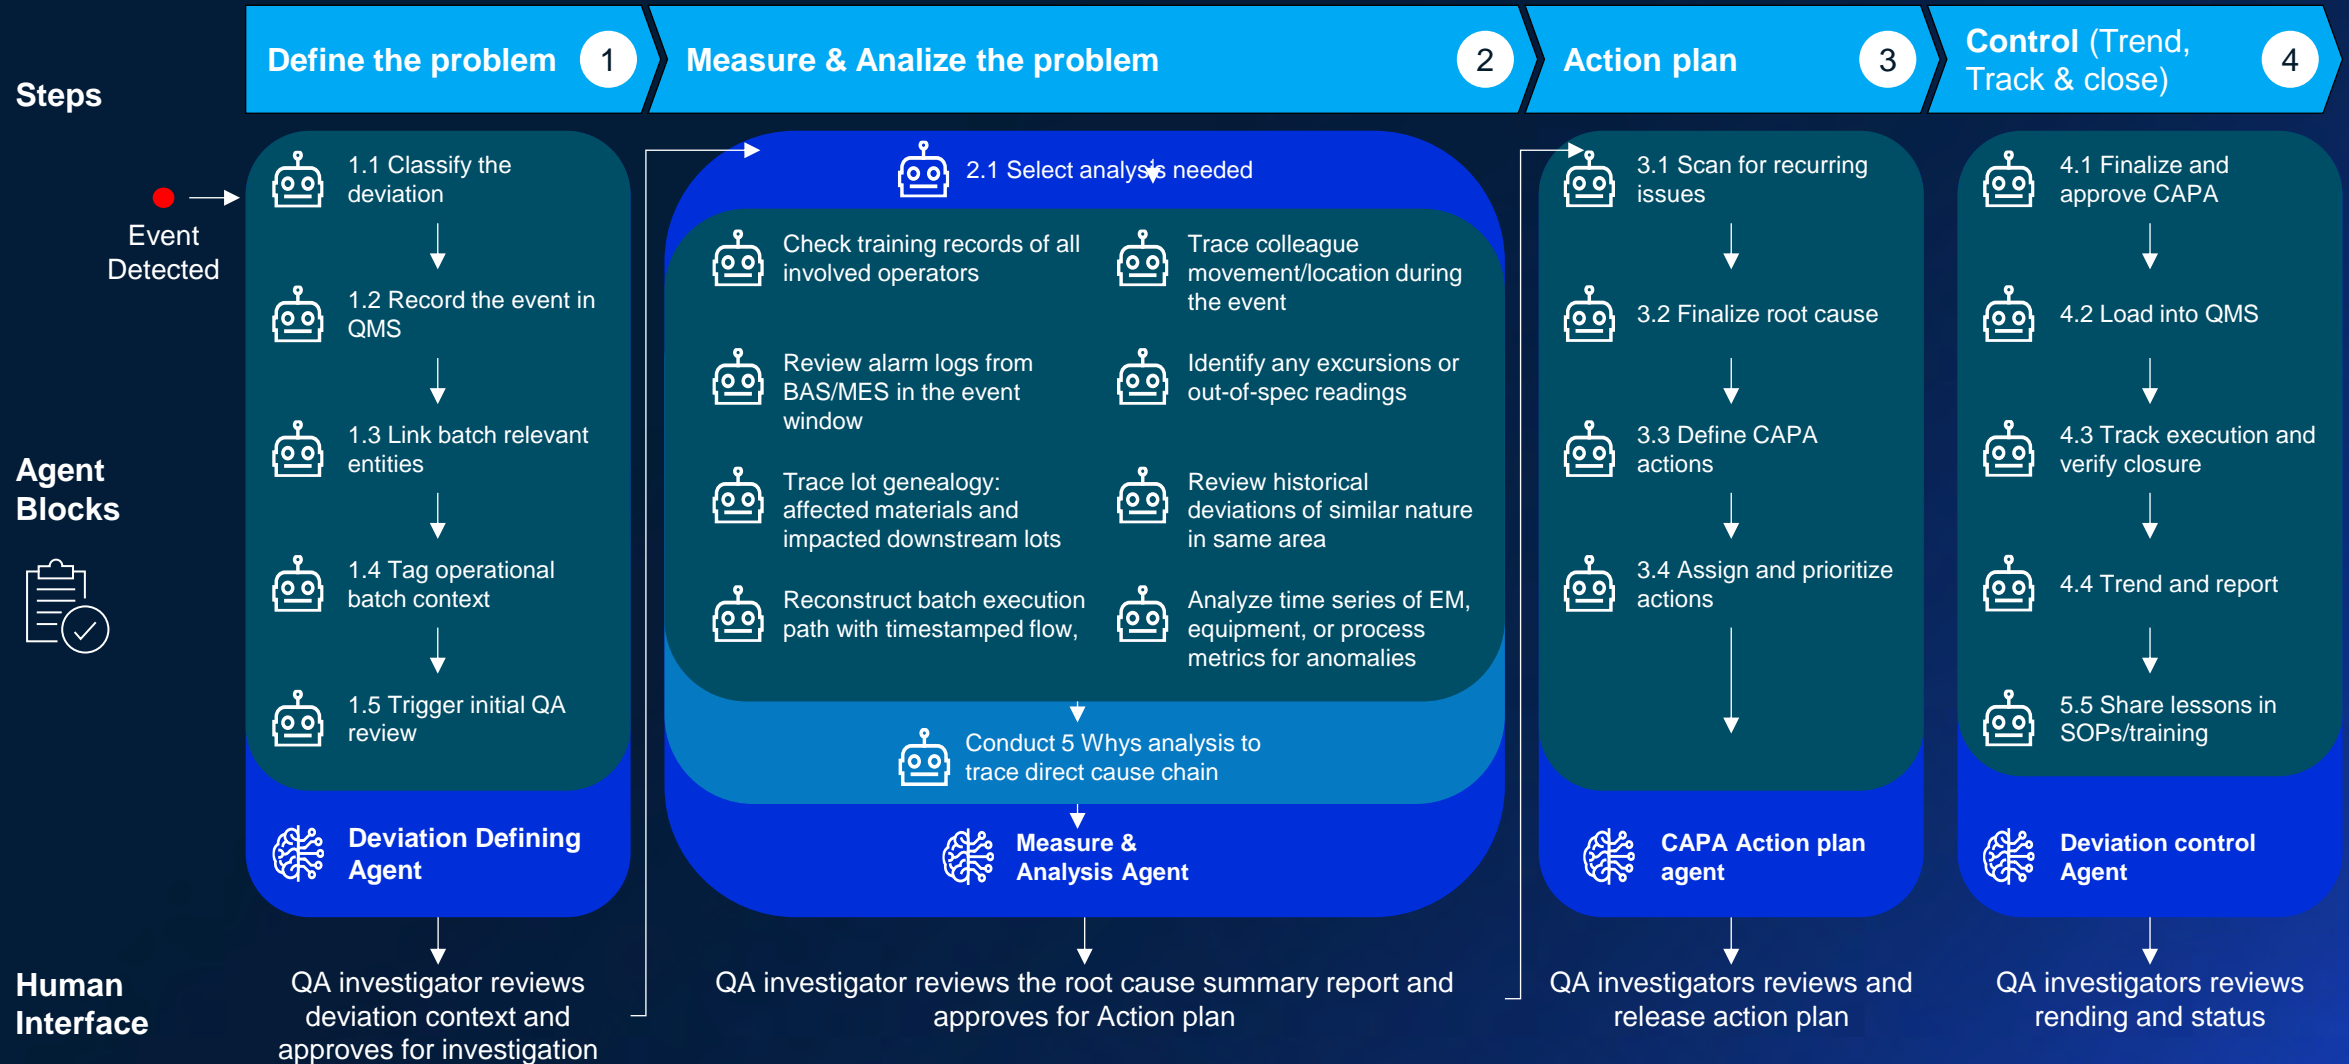 Steps
Define the problem
1
Measure & Analize the problem
2
Action plan
3
Control (Trend,
Track & close)
4
Event
Detected
Agent
Blocks
1.1 Classify the
deviation
1.2 Record the event in
QMS
1.3 Link batch relevant
entities
1.4 Tag operational
batch context
1.5 Trigger initial QA
review
Deviation Defining
Agent
2.1 Select analysis needed
Check training records of all
involved operators
Trace colleague
movement/location during
the event
Review alarm logs from
BAS/MES in the event
window
Identify any excursions or
out-of-spec readings
Trace lot genealogy:
affected materials and
impacted downstream lots
Review historical
deviations of similar nature
in same area
Reconstruct batch execution
path with timestamped flow,
Analyze time series of EM,
equipment, or process
metrics for anomalies
Conduct 5 Whys analysis to
trace direct cause chain
Measure &
Analysis Agent
3.1 Scan for recurring
issues
3.2 Finalize root cause
3.3 Define CAPA
actions
3.4 Assign and prioritize
actions
CAPA Action plan
agent
4.1 Finalize and
approve CAPA
4.2 Load into QMS
4.3 Track execution and
verify closure
4.4 Trend and report
5.5 Share lessons in
SOPs/training
Deviation control
Agent
Human
Interface
QA investigator reviews
deviation context and
approves for investigation
QA investigator reviews the root cause summary report and
approves for Action plan
QA investigators reviews and
release action plan
QA investigators reviews
rending and status